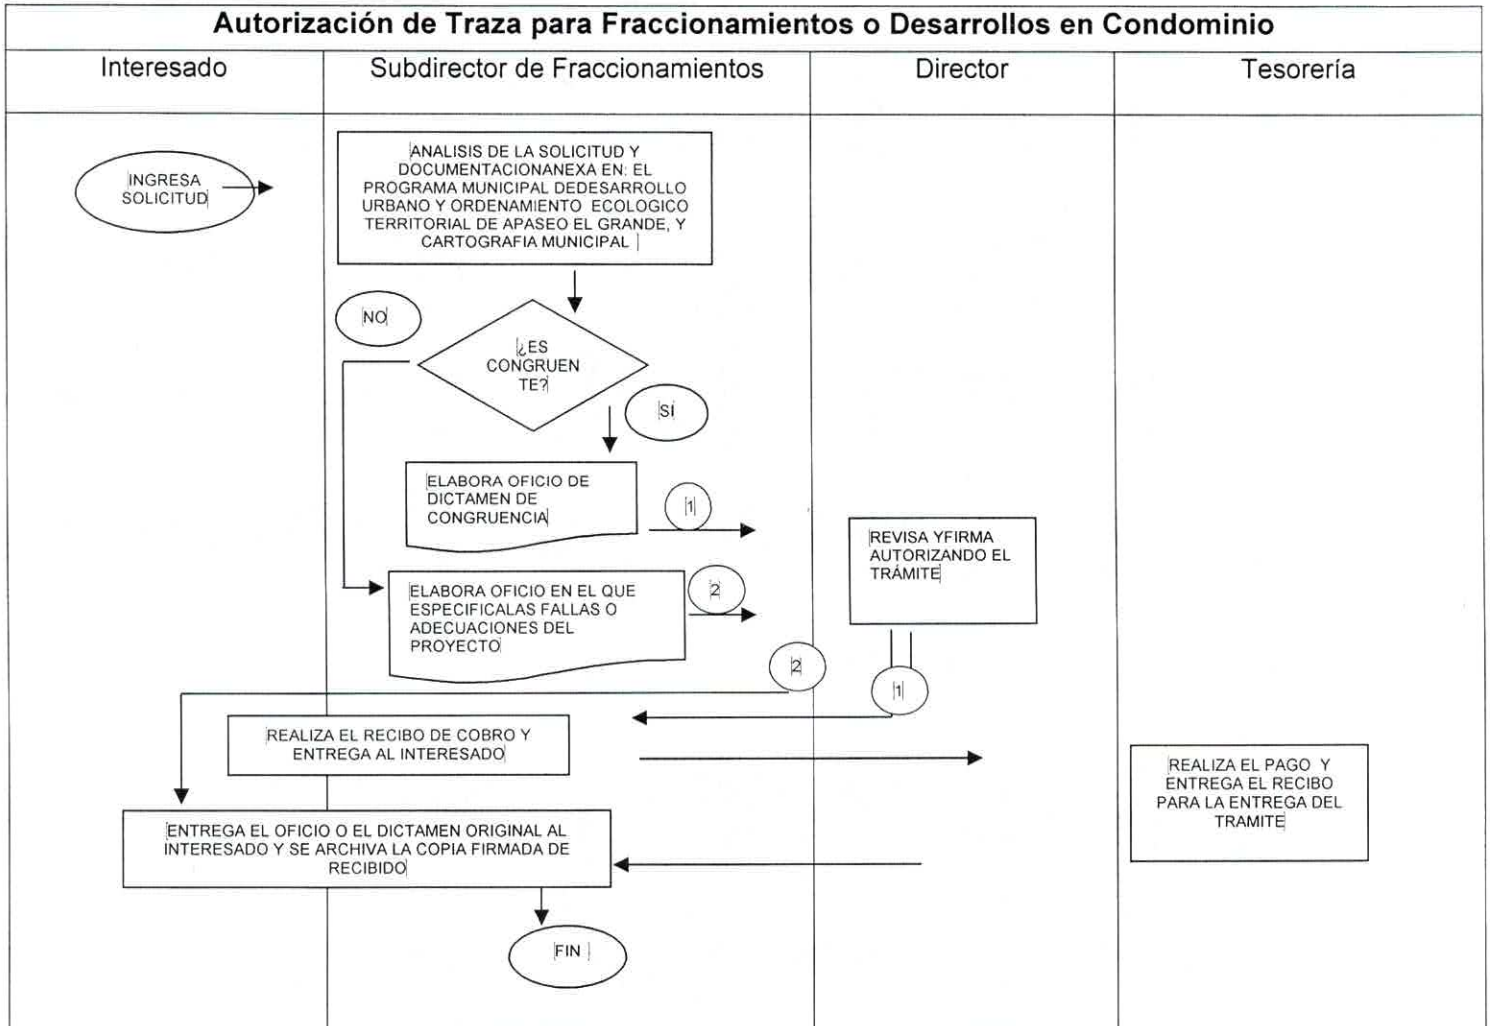 Autorización de Traza para Fraccionamientos o Desarrollos en Condominio
Interesado
Subdirector de Fraccionamientos
Director
Tesorería
INGRESA
SOLICITUD
ANALISIS DE LA SOLICITUD Y
DOCUMENTACIONANEXA EN: EL
PROGRAMA MUNICIPAL DEDESARROLLO
URBANO Y ORDENAMIENTO ECOLOGICO
TERRITORIAL DE APASEO EL GRANDE, Y
CARTOGRAFIA MUNICIPAL
NO
¿ES
CONGRUEN
TE?
SÍ
ELABORA OFICIO DE
DICTAMEN DE
CONGRUENCIA
1
REVISA YFIRMA
AUTORIZANDO EL
TRÁMITE
ELABORA OFICIO EN EL QUE
ESPECIFICALAS FALLAS O
ADECUACIONES DEL
PROYECTO
2
2
1
REALIZA EL RECIBO DE COBRO Y
ENTREGA AL INTERESADO
REALIZA EL PAGO Y
ENTREGA EL RECIBO
PARA LA ENTREGA DEL
TRAMITE
ENTREGA EL OFICIO O EL DICTAMEN ORIGINAL AL
INTERESADO Y SE ARCHIVA LA COPIA FIRMADA DE
RECIBIDO
FIN